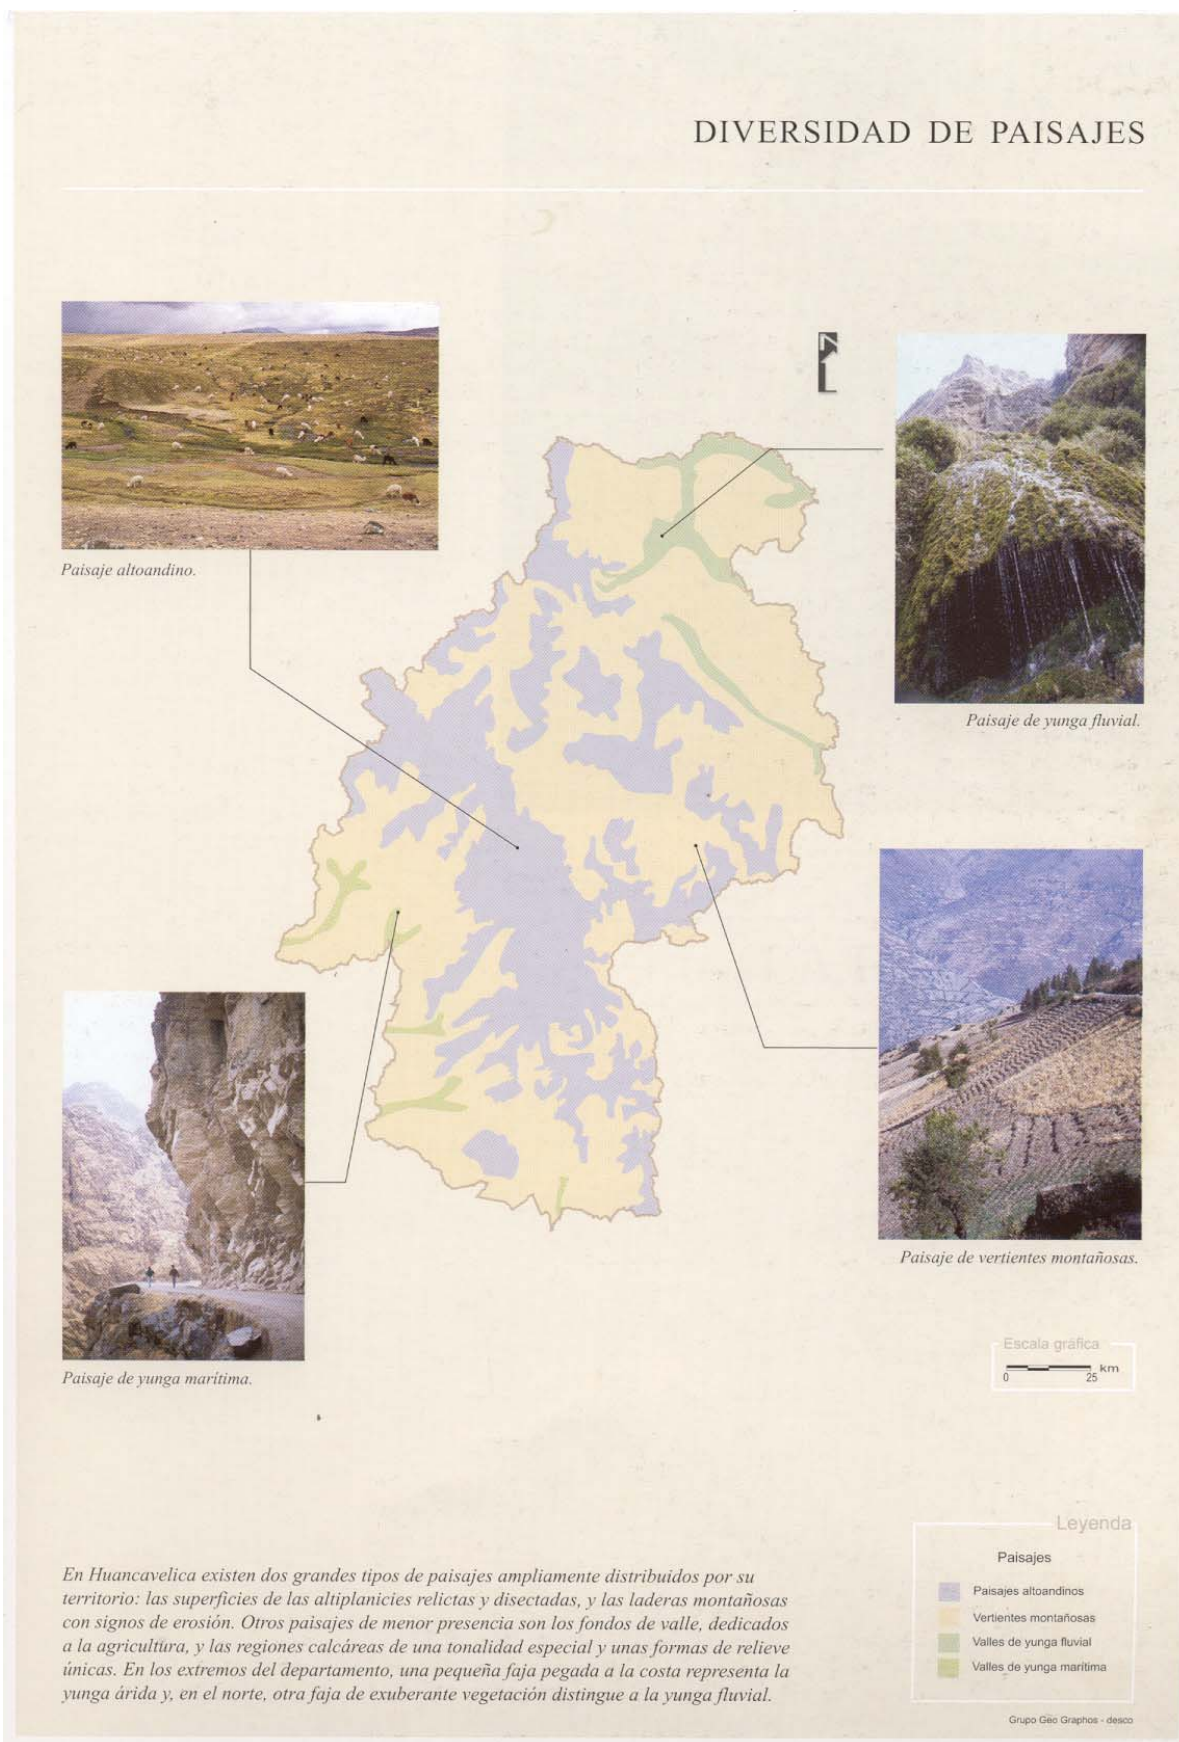 DIVERSIDAD DE PAISAJES
Paisaje altoandino.
Paisaje de yunga fluvial.
Paisaje de vertientes montañosas.
Paisaje de yunga marítima.
Escala gráfica
0 25 km
Leyenda
Paisajes
Paisajes altoandinos
Vertientes montañosas
Valles de yunga fluvial
Valles de yunga marítima
En Huancavelica existen dos grandes tipos de paisajes ampliamente distribuidos por su
territorio: las superficies de las altiplanicies relictas y disectadas, y las laderas montañosas
con signos de erosión. Otros paisajes de menor presencia son los fondos de valle, dedicados
a la agricultura, y las regiones calcáreas de una tonalidad especial y unas formas de relieve
únicas. En los extremos del departamento, una pequeña faja pegada a la costa representa la
yunga árida y, en el norte, otra faja de exuberante vegetación distingue a la yunga fluvial.
Grupo Geo Graphos - desco